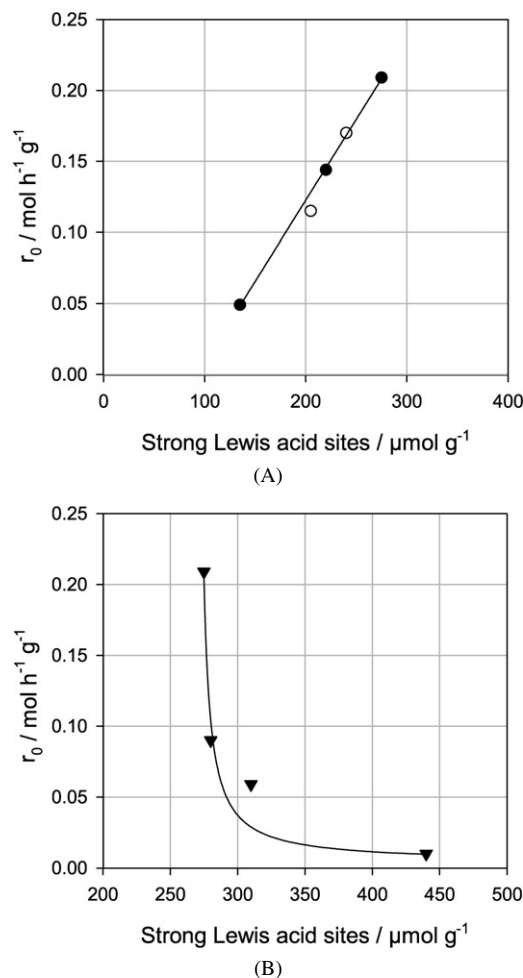 0.25
0.20
0.15
0.10
0.05
0.00
r₀ / mol h⁻¹ g⁻¹
0 100 200 300 400
Strong Lewis acid sites / µmol g⁻¹
(A)
0.25
0.20
0.15
0.10
0.05
0.00
r₀ / mol h⁻¹ g⁻¹
200 250 300 350 400 450 500
Strong Lewis acid sites / µmol g⁻¹
(B)